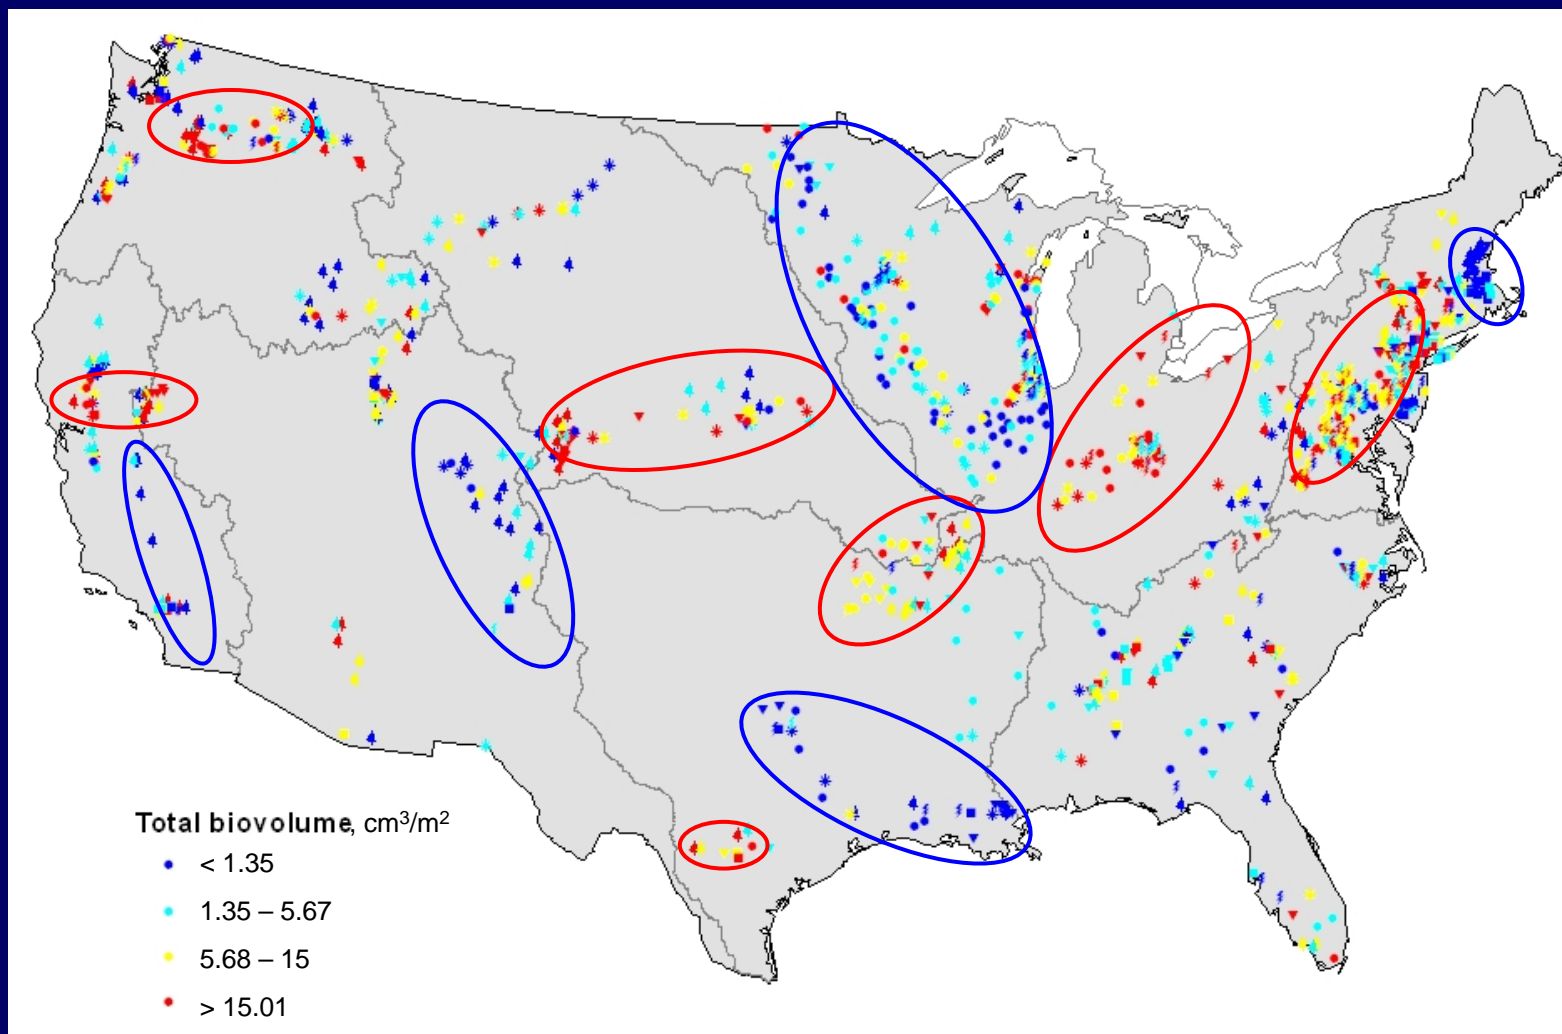 Total biovolume, cm³/m²
< 1.35
1.35 – 5.67
5.68 – 15
> 15.01